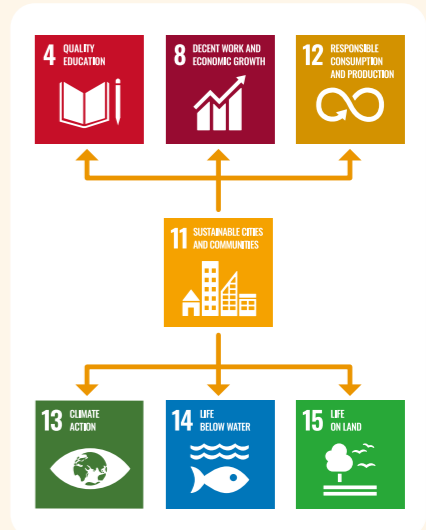 4 QUALITY
EDUCATION
8 DECENT WORK AND
ECONOMIC GROWTH
12 RESPONSIBLE
CONSUMPTION
AND PRODUCTION
11 SUSTAINABLE CITIES
AND COMMUNITIES
13 CLIMATE
ACTION
14 LIFE
BELOW WATER
15 LIFE
ON LAND